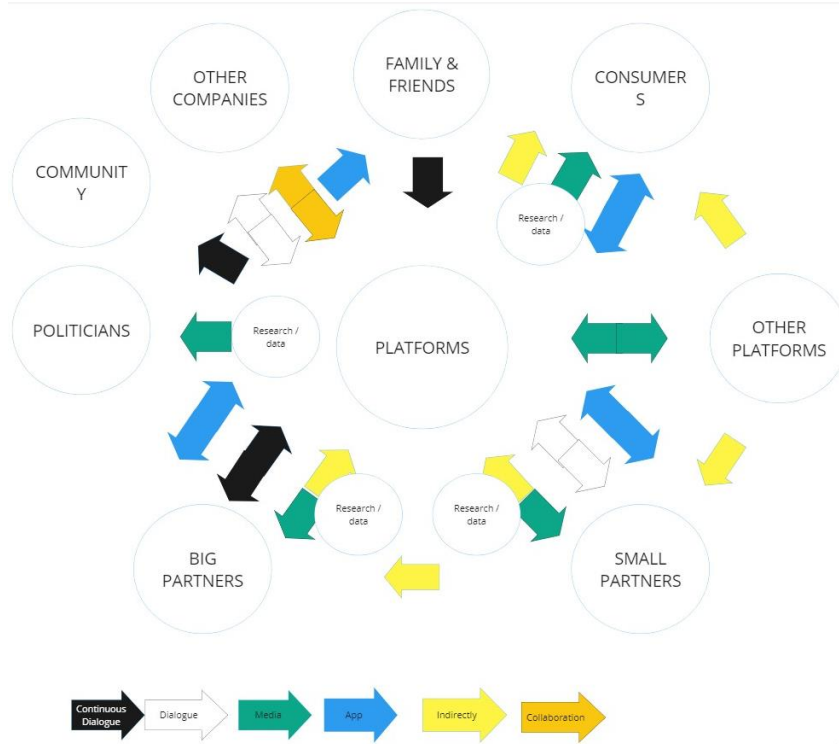 FAMILY &
FRIENDS
OTHER
COMPANIES
CONSUMER
S
COMMUNIT
Y
Research /
data
POLITICIANS
Research /
data
PLATFORMS
OTHER
PLATFORMS
Research /
data
Research /
data
BIG
PARTNERS
SMALL
PARTNERS
Continuous
Dialogue
Dialogue
Media
App
Indirectly
Collaboration